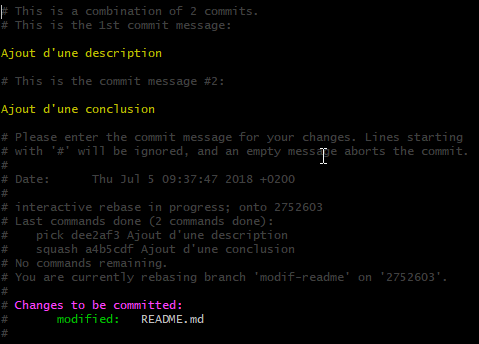 # This is a combination of 2 commits.
# This is the 1st commit message:
Ajout d'une description
# This is the commit message #2:
Ajout d'une conclusion
# Please enter the commit message for your changes. Lines starting
# with '#' will be ignored, and an empty message aborts the commit.
#
# Date:      Thu Jul 5 09:37:47 2018 +0200
#
# interactive rebase in progress; onto 2752603
# Last commands done (2 commands done):
#    pick dee2af3 Ajout d'une description
#    squash a4b5cdf Ajout d'une conclusion
# No commands remaining.
# You are currently rebasing branch 'modif-readme' on '2752603'.
#
# Changes to be committed:
#       modified:   README.md
#